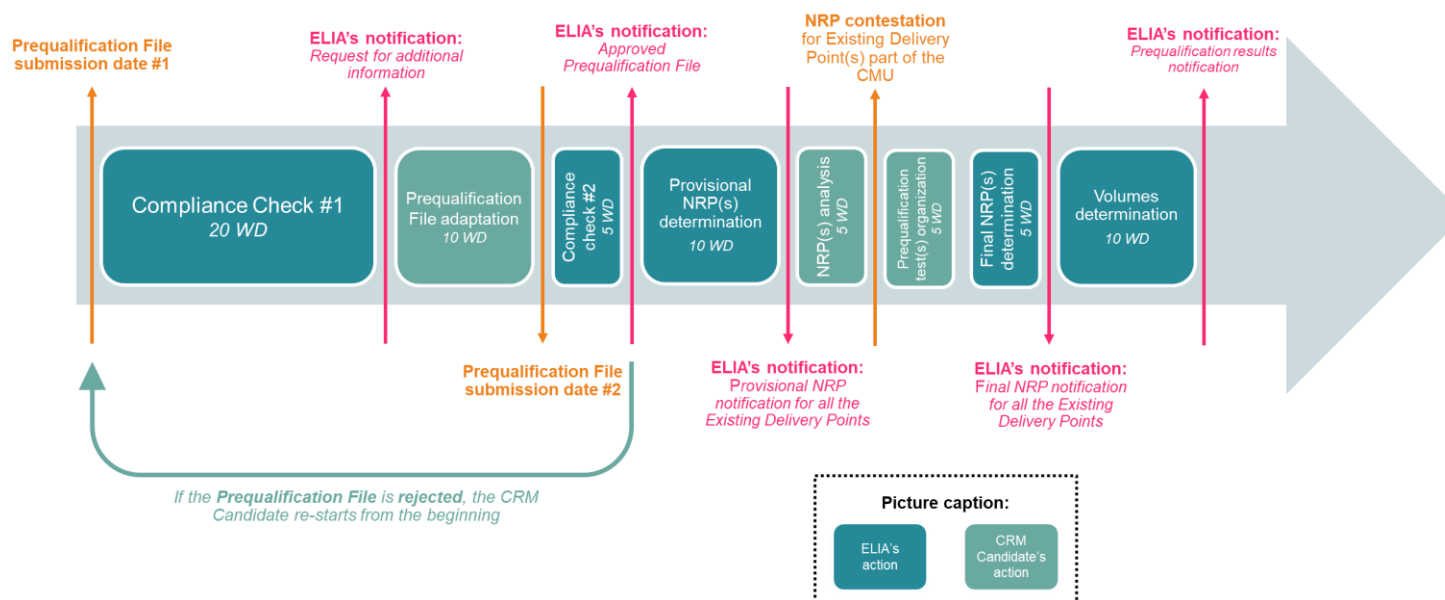 Prequalification File
submission date #1
ELIA's notification:
Request for additional
information
ELIA's notification:
Approved
Prequalification File
NRP contestation
for Existing Delivery
Point(s) part of the
CMU
ELIA's notification:
Prequalification results
notification
Compliance Check #1
20 WD
Prequalification
File adaptation
10 WD
Compliance
check #2
5 WD
Provisional
NRP(s)
determination
10 WD
NRP(s) analysis
5 WD
Prequalification
test(s) organization
5 WD
Final NRP(s)
determination
5 WD
Volumes
determination
10 WD
Prequalification File
submission date #2
ELIA's notification:
Provisional NRP
notification for all the
Existing Delivery Points
ELIA's notification:
Final NRP notification
for all the Existing
Delivery Points
If the Prequalification File is rejected, the CRM
Candidate re-starts from the beginning
Picture caption:
ELIA's
action
CRM
Candidate's
action